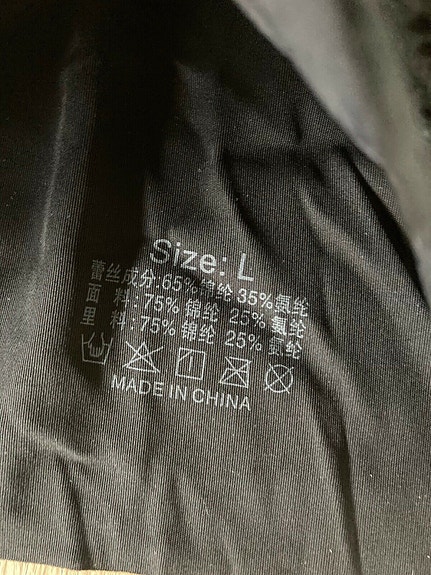 Size: L
蕾丝成分:65%锦纶 35%氨纶
面 料:75% 锦纶 25% 氨纶
里 料:75% 锦纶 25% 氨纶
MADE IN CHINA